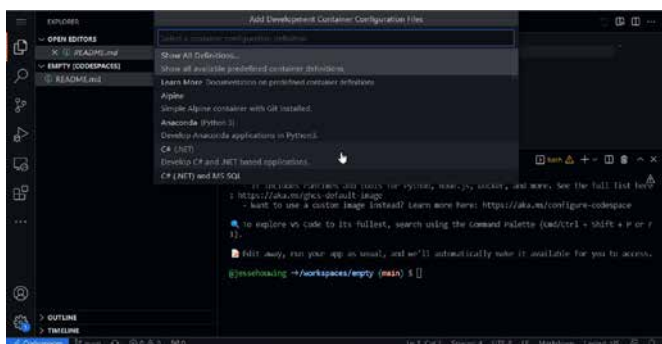 EXPLORER
OPEN EDITORS
README.md
EMPTY [CODESPACES]
README.md
OUTLINE
TIMELINE
Add Development Container Configuration Files
Select a container configuration definition
Show All Definitions...
Show all available predefined container definitions
Learn More Documentation on predefined container definitions
Alpine
Simple Alpine container with Git installed.
Anaconda (Python 3)
Develop Anaconda applications in Python3.
C# (.NET)
Develop C# and .NET based applications.
C# (.NET) and MS SQL
bash
It includes runtimes and tools for Python, Node.js, Docker, and more. See the full list here
: https://aka.ms/ghcs-default-image
- Want to use a custom image instead? Learn more here: https://aka.ms/configure-codespace
To explore VS Code to its fullest, search using the Command Palette (Cmd/Ctrl + Shift + P or F
1).
Edit away, run your app as usual, and we'll automatically make it available for you to access.
@jessehouwing →/workspaces/empty (main) $